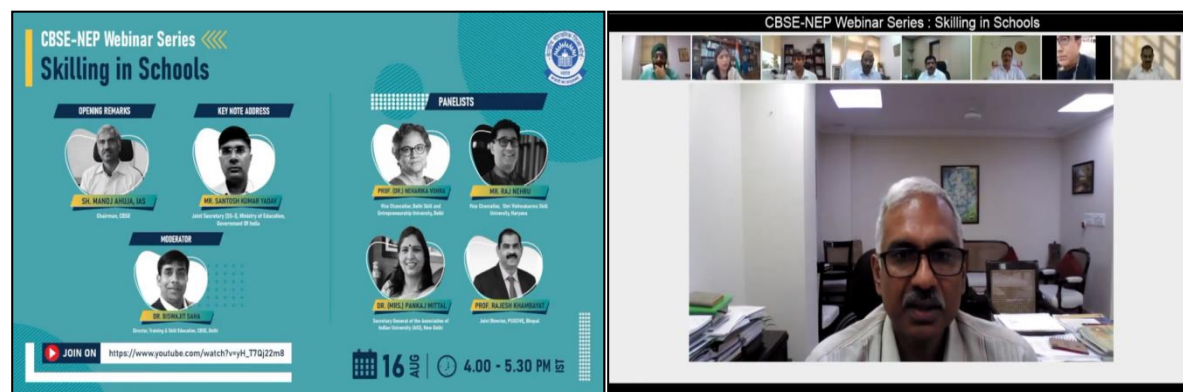 CBSE-NEP Webinar Series
Skilling in Schools
OPENING REMARKS
SH. MANOJ AHUJA, IAS
Chairman, CBSE
KEY NOTE ADDRESS
MR. SANTOSH KUMAR YADAV
Joint Secretary (SS-I), Ministry of Education,
Government Of India
MODERATOR
DR. BISWAJIT SAHA
Director, Training & Skill Education, CBSE, Delhi
JOIN ON
https://www.youtube.com/watch?v=yH_T7Qj22m8
PANELISTS
PROF. (DR.) NEHARIKA VOHRA
Vice Chancellor, Delhi Skill and
Entrepreneurship University, Delhi
MR. RAJ NEHRU
Vice Chancellor, Shri Vishwakarma Skill
University, Haryana
DR. (MRS.) PANKAJ MITTAL
Secretary General of the Association of
Indian University (AIU), New Delhi
PROF. RAJESH KHAMBAYAT
Joint Director, PSSCIVE, Bhopal
16 AUG
4.00 - 5.30 PM IST
CBSE-NEP Webinar Series : Skilling in Schools